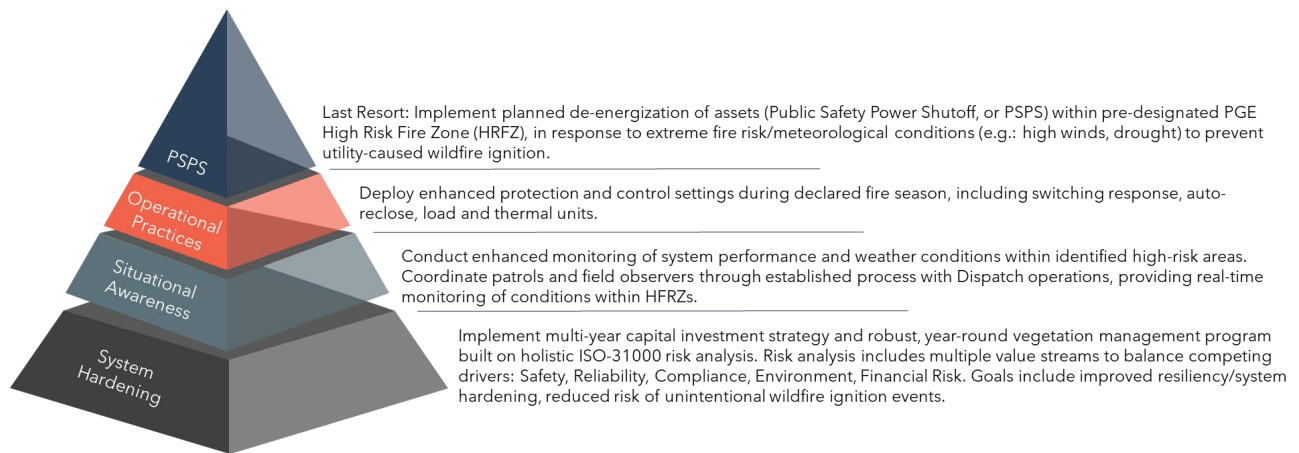 Last Resort: Implement planned de-energization of assets (Public Safety Power Shutoff, or PSPS) within pre-designated PGE
High Risk Fire Zone (HRFZ), in response to extreme fire risk/meteorological conditions (e.g.: high winds, drought) to prevent
utility-caused wildfire ignition.
PSPS
Deploy enhanced protection and control settings during declared fire season, including switching response, auto-
reclose, load and thermal units.
Operational
Practices
Conduct enhanced monitoring of system performance and weather conditions within identified high-risk areas.
Coordinate patrols and field observers through established process with Dispatch operations, providing real-time
monitoring of conditions within HFRZs.
Situational
Awareness
Implement multi-year capital investment strategy and robust, year-round vegetation management program
built on holistic ISO-31000 risk analysis. Risk analysis includes multiple value streams to balance competing
drivers: Safety, Reliability, Compliance, Environment, Financial Risk. Goals include improved resiliency/system
hardening, reduced risk of unintentional wildfire ignition events.
System
Hardening